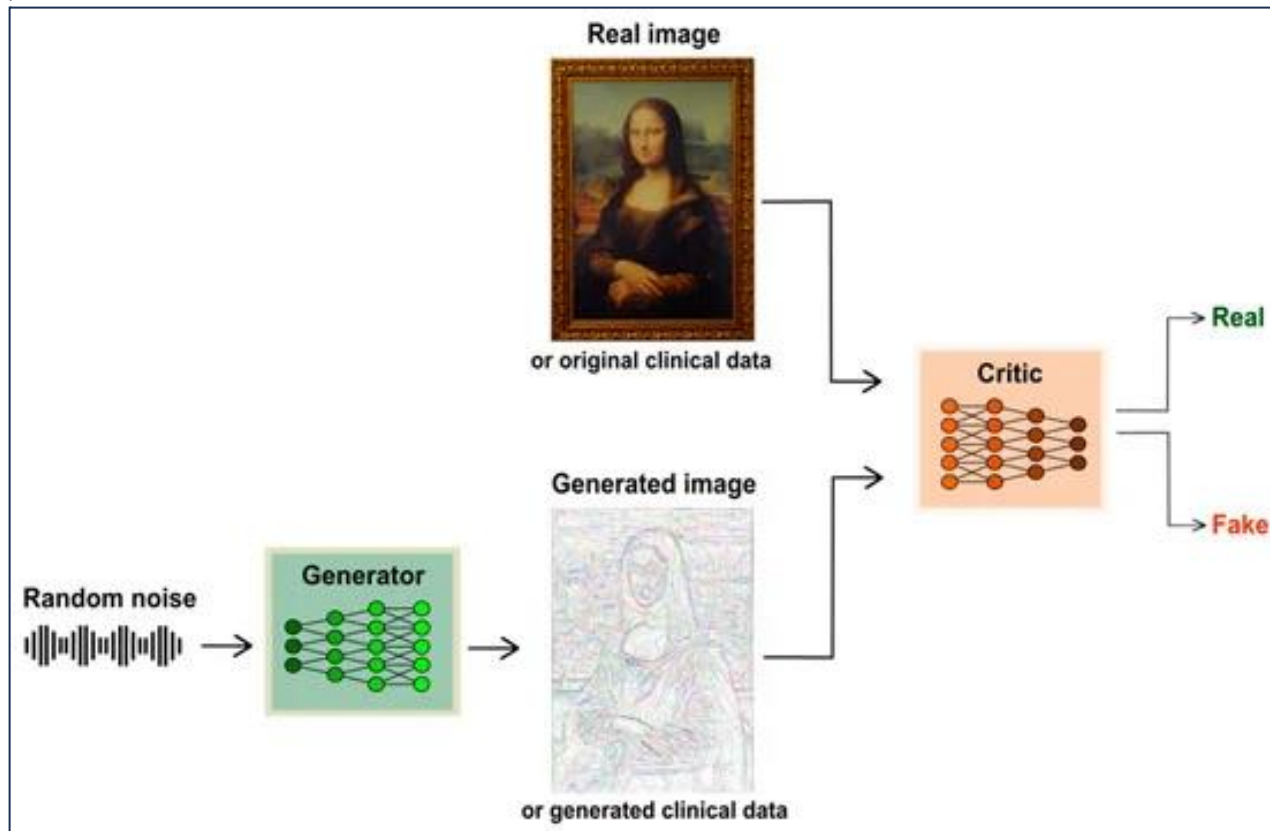 Real image
or original clinical data
Critic
Real
Fake
Generated image
Generator
Random noise
or generated clinical data